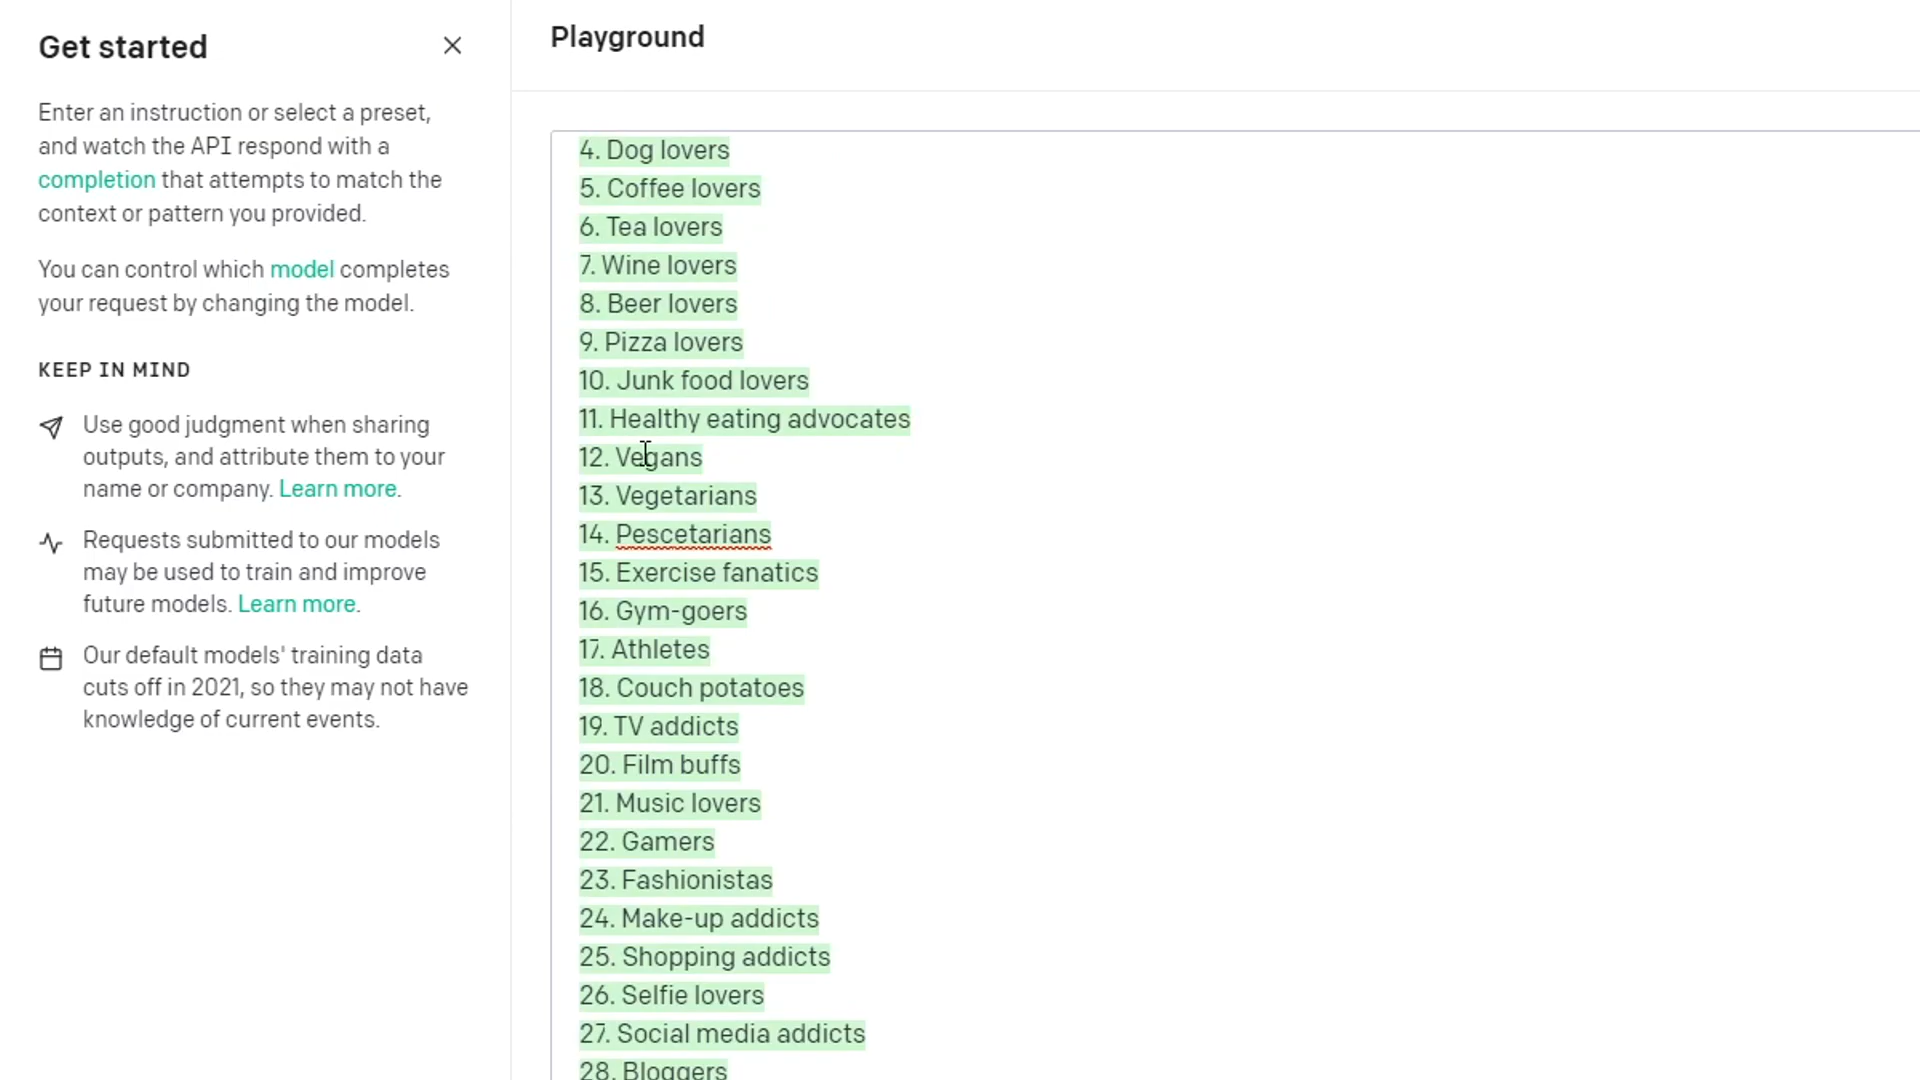 Get started
Enter an instruction or select a preset,
and watch the API respond with a
completion that attempts to match the
context or pattern you provided.
You can control which model completes
your request by changing the model.
KEEP IN MIND
Use good judgment when sharing
outputs, and attribute them to your
name or company. Learn more.
Requests submitted to our models
may be used to train and improve
future models. Learn more.
Our default models' training data
cuts off in 2021, so they may not have
knowledge of current events.
Playground
4. Dog lovers
5. Coffee lovers
6. Tea lovers
7. Wine lovers
8. Beer lovers
9. Pizza lovers
10. Junk food lovers
11. Healthy eating advocates
12. Vegans
13. Vegetarians
14. Pescetarians
15. Exercise fanatics
16. Gym-goers
17. Athletes
18. Couch potatoes
19. TV addicts
20. Film buffs
21. Music lovers
22. Gamers
23. Fashionistas
24. Make-up addicts
25. Shopping addicts
26. Selfie lovers
27. Social media addicts
28. Bloggers